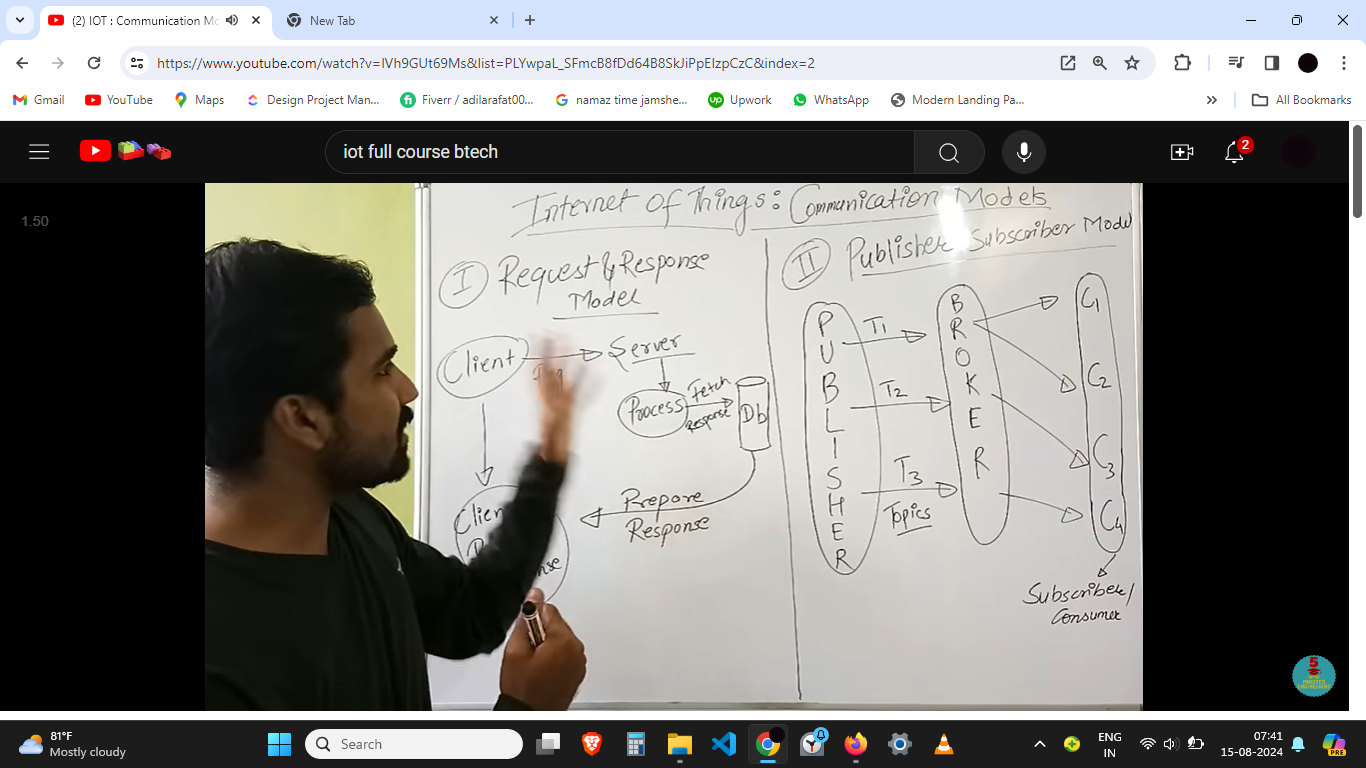 (2) IOT : Communication Mo
New Tab
https://www.youtube.com/watch?v=IVh9GUt69Ms&list=PLYwpaL_SFmcB8fDd64B8SkJiPpEIzpCzC&index=2
Gmail
YouTube
Maps
Design Project Man...
Fiverr / adilarafat00...
namaz time jamshe...
Upwork
WhatsApp
Modern Landing Pa...
All Bookmarks
iot full course btech
2
1.50
Internet of Things: Communication Models
I Request & Response
Model
Client
Server
Process
Fetch
Response
Db
Prepare
Response
Clien
nse
II Publisher Subscriber Model
PUBLISHER
T1
T2
T3
Topics
BROKER
C1
C2
C3
C4
Subscriber/
Consumer
5
81°F
Mostly cloudy
Search
ENG
IN
07:41
15-08-2024
PRE